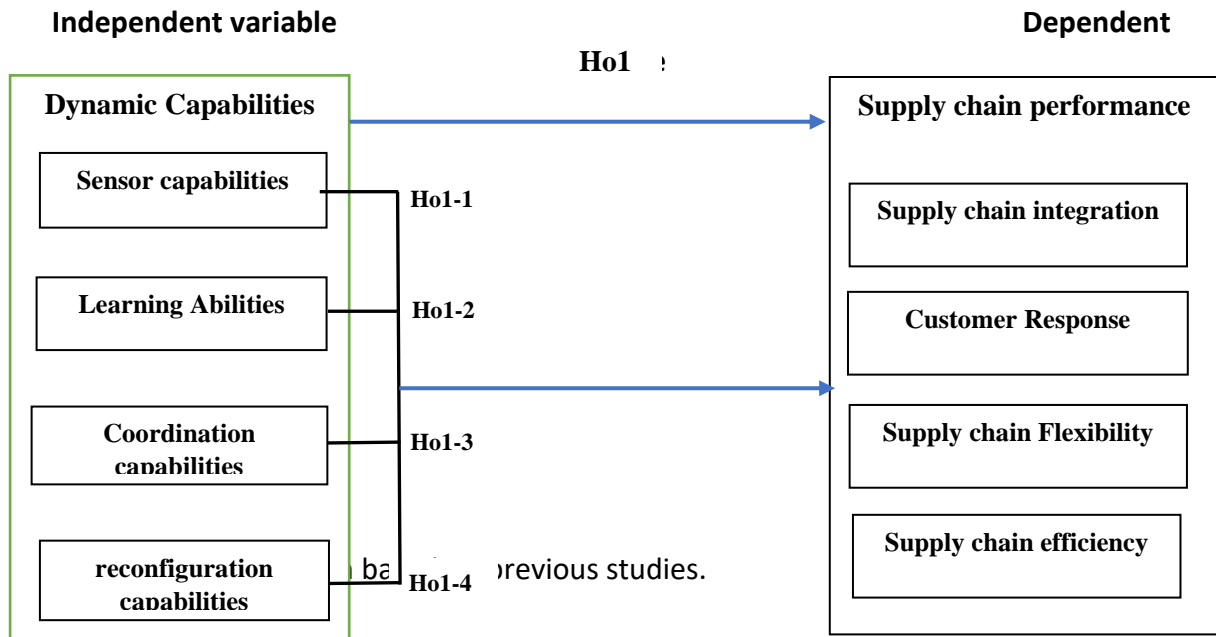 Independent variable
Dependent
Ho1
Dynamic Capabilities
Sensor capabilities
Learning Abilities
Coordination
capabilities
reconfiguration
capabilities
Ho1-1
Ho1-2
Ho1-3
Ho1-4
Supply chain performance
Supply chain integration
Customer Response
Supply chain Flexibility
Supply chain efficiency
previous studies.